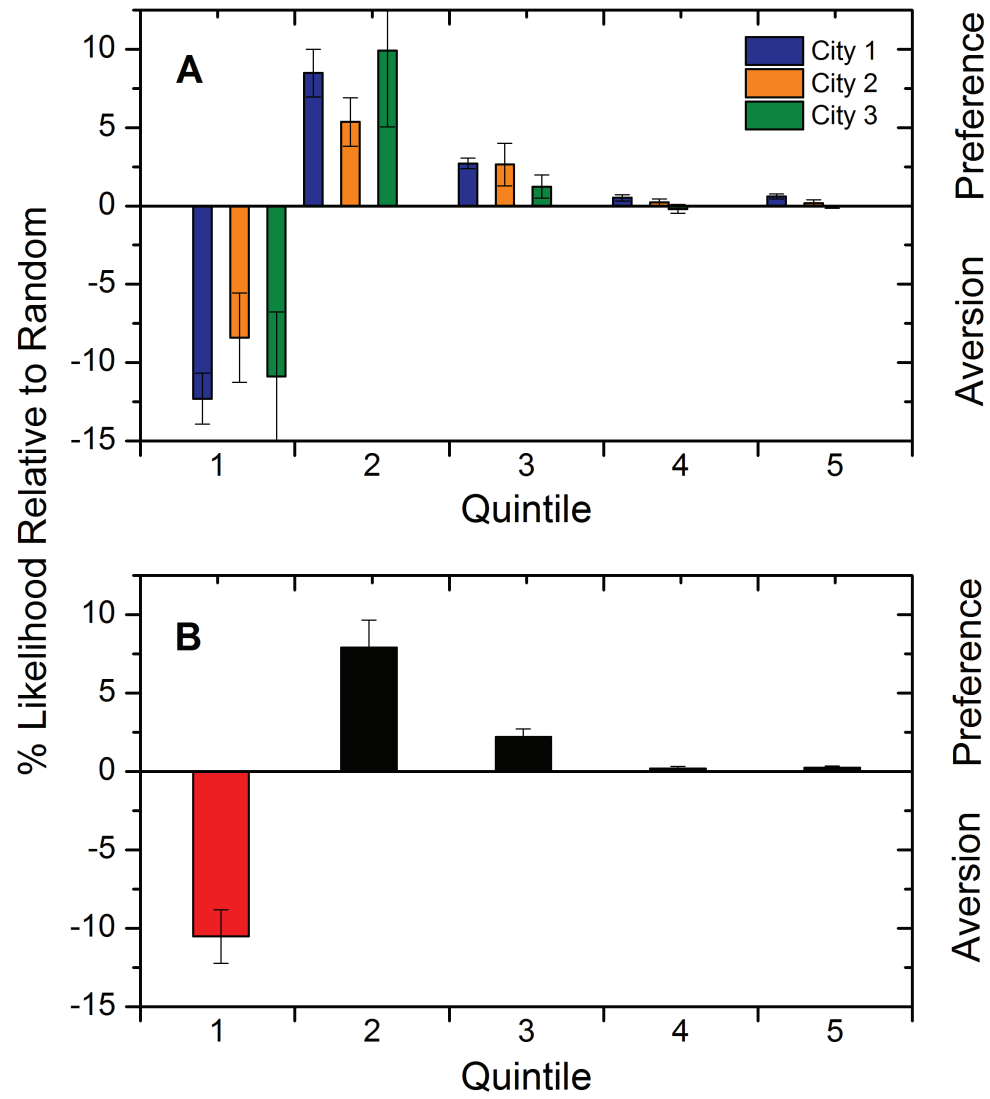 % Likelihood Relative to Random
A
City 1
City 2
City 3
10
5
0
-5
-10
-15
1 2 3 4 5
Quintile
Preference
Aversion
B
10
5
0
-5
-10
-15
1 2 3 4 5
Quintile
Preference
Aversion